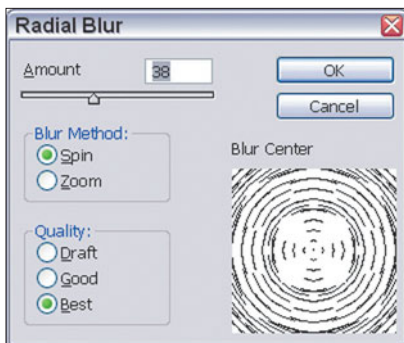 Radial Blur
Amount 38
OK
Cancel
Blur Method:
Spin
Zoom
Blur Center
Quality:
Draft
Good
Best